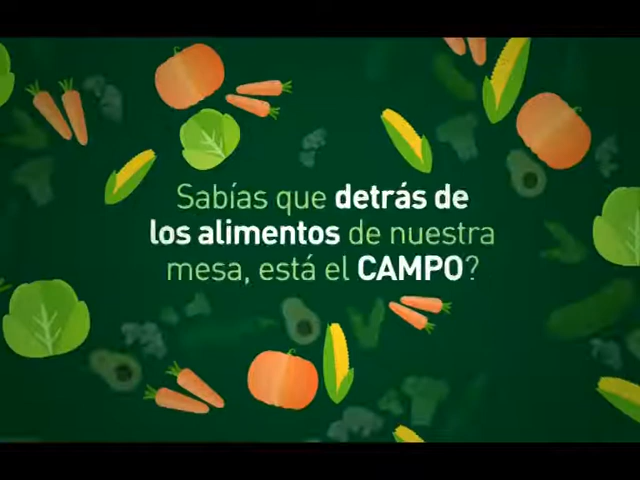 Sabías que detrás de
los alimentos de nuestra
mesa, está el CAMPO?